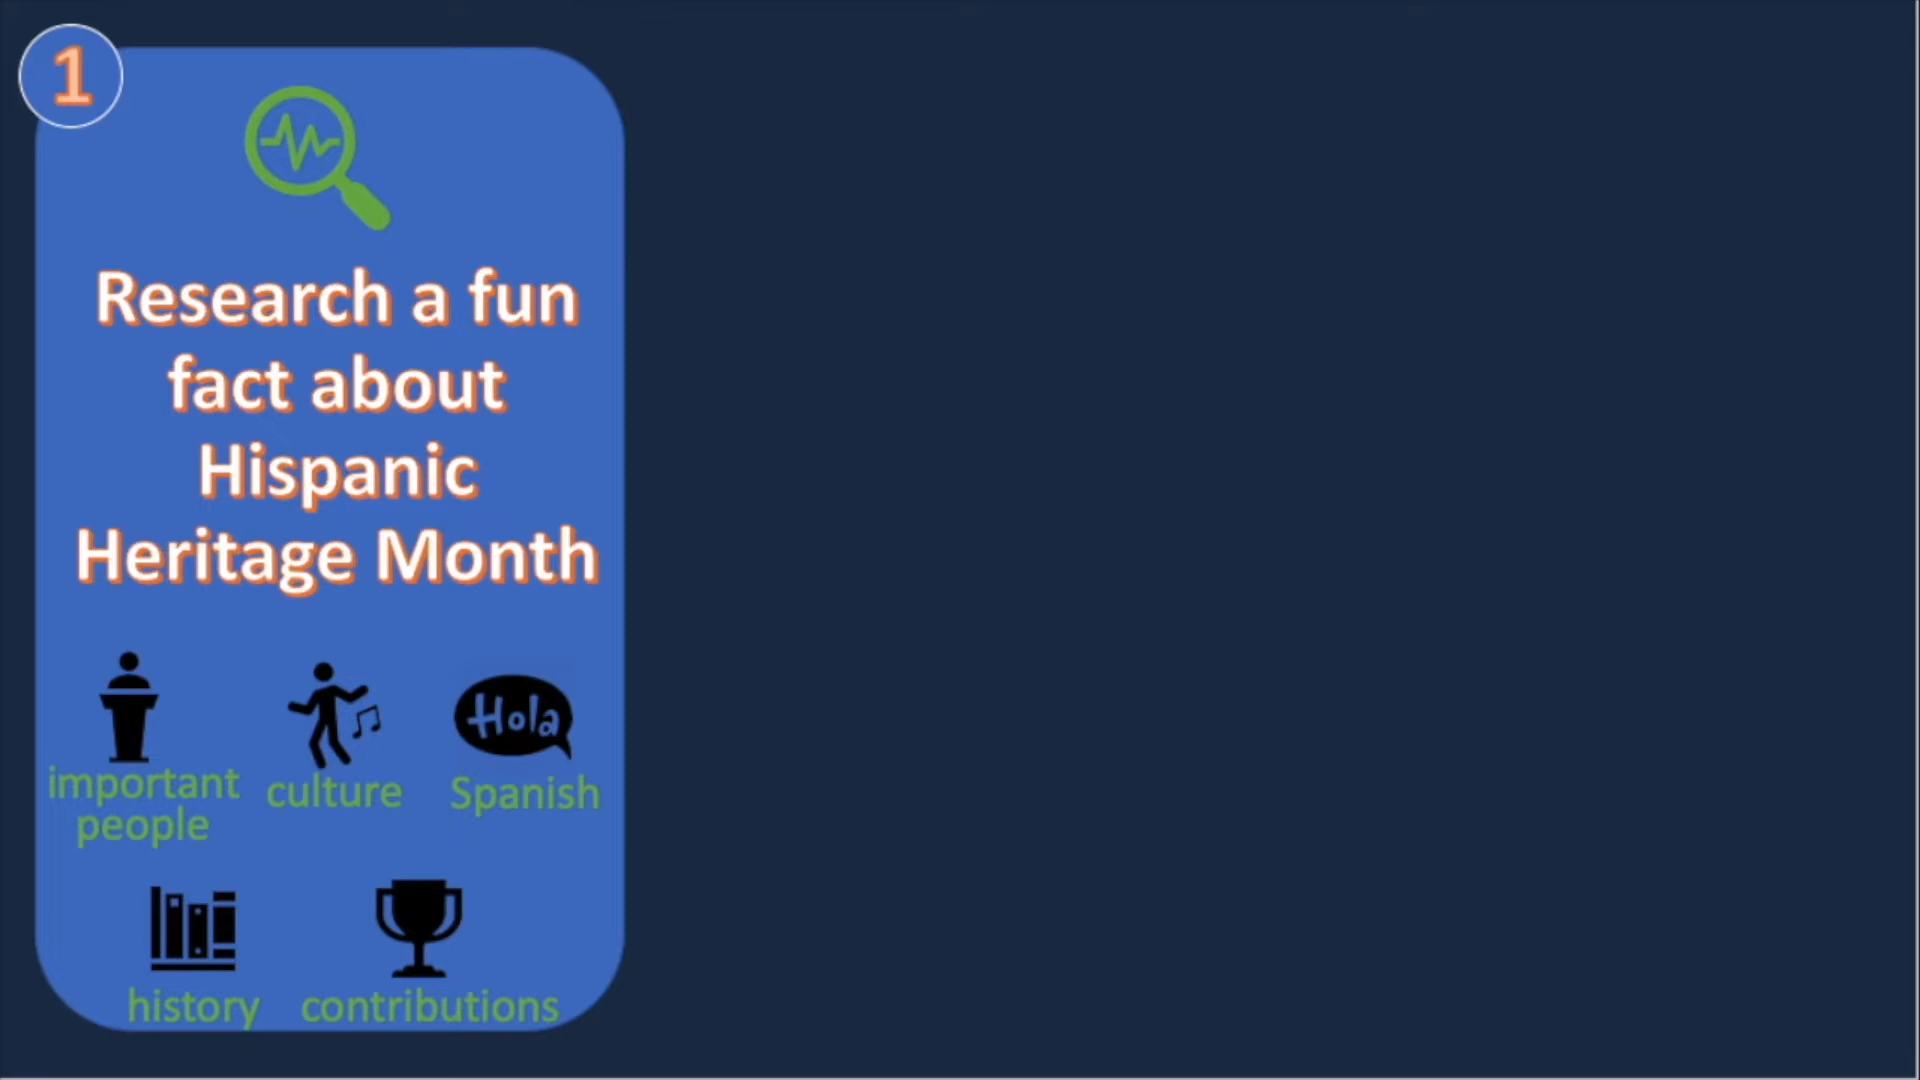 1
Research a fun
fact about
Hispanic
Heritage Month
Hola
important
people
culture
Spanish
history
contributions